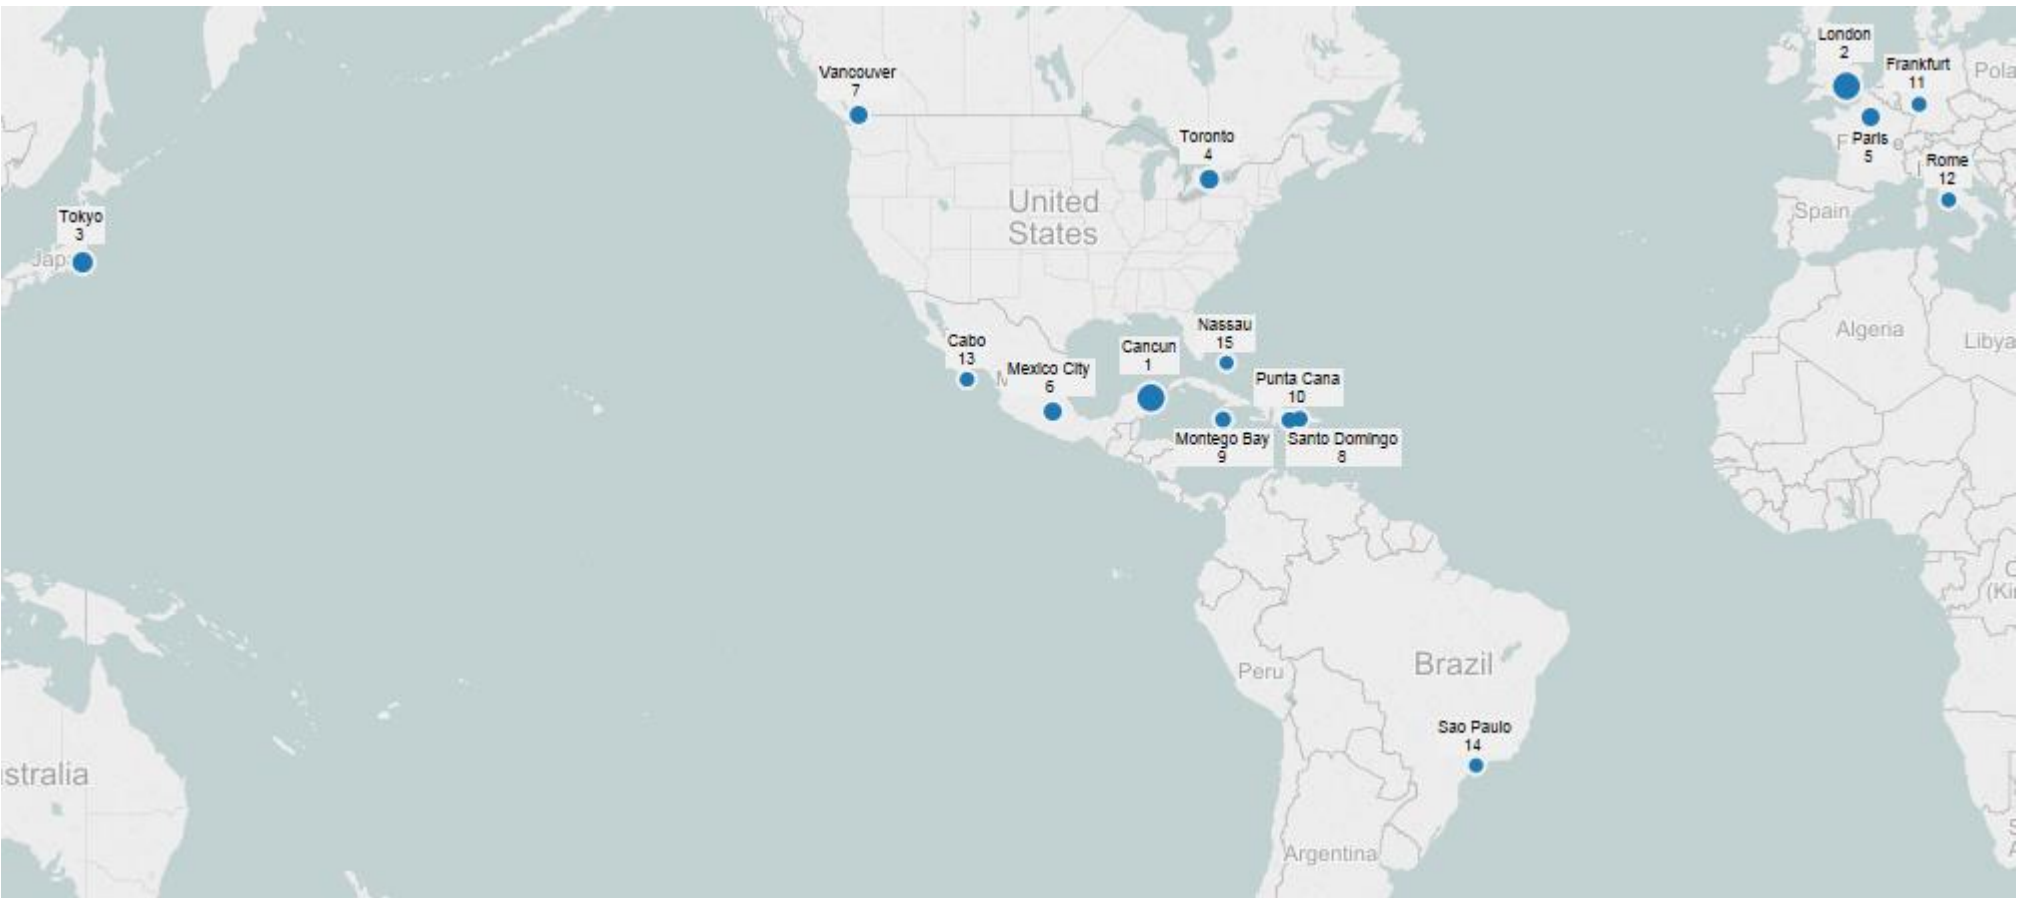 London
2
Frankfurt
11
Pola
Vancouver
7
Toronto
4
Paris
5
Rome
12
United
States
Spain
Tokyo
3
Jap
Algeria
Libya
Nassau
15
Cabo
13
Cancun
1
Mexico City
6
Punta Cana
10
Montego Bay
9
Santo Domingo
8
(Ki
Peru
Brazil
Sao Paulo
14
stralia
Argentina